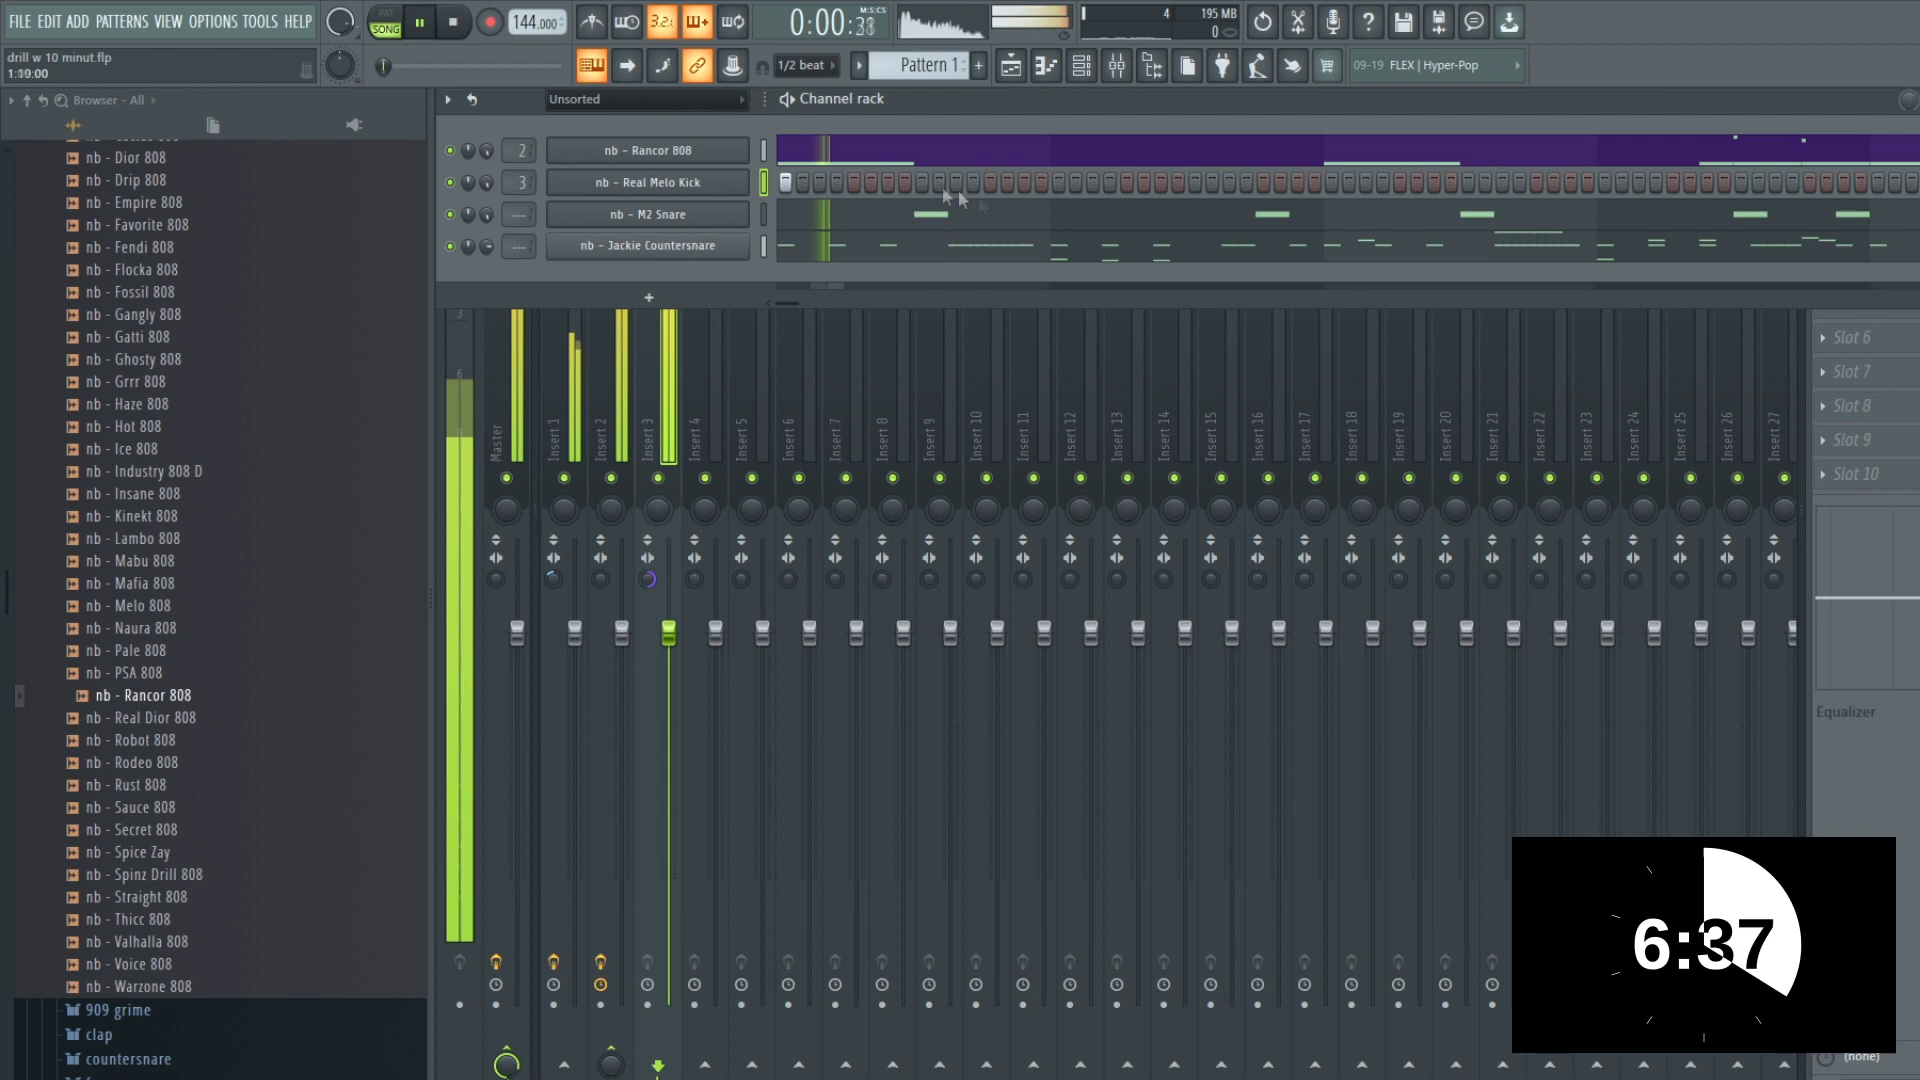 FILE EDIT ADD PATTERNS VIEW OPTIONS TOOLS HELP
PAT
SONG
144.000
3.2.
0:00:38
M:S:CS
4
195 MB
0
drill w 10 minut.flp
1:09:00
1/2 beat
Pattern 1
+
09-19 FLEX | Hyper-Pop
Browser - All
Unsorted
Channel rack
nb - Dior 808
nb - Drip 808
nb - Empire 808
nb - Favorite 808
nb - Fendi 808
nb - Flocka 808
nb - Fossil 808
nb - Gangly 808
nb - Gatti 808
nb - Ghosty 808
nb - Grrr 808
nb - Haze 808
nb - Hot 808
nb - Ice 808
nb - Industry 808 D
nb - Insane 808
nb - Kinekt 808
nb - Lambo 808
nb - Mabu 808
nb - Mafia 808
nb - Melo 808
nb - Naura 808
nb - Pale 808
nb - PSA 808
nb - Rancor 808
nb - Real Dior 808
nb - Robot 808
nb - Rodeo 808
nb - Rust 808
nb - Sauce 808
nb - Secret 808
nb - Spice Zay
nb - Spinz Drill 808
nb - Straight 808
nb - Thicc 808
nb - Valhalla 808
nb - Voice 808
nb - Warzone 808
909 grime
clap
countersnare
2 nb - Rancor 808
3 nb - Real Melo Kick
--- nb - M2 Snare
--- nb - Jackie Countersnare
+
3
6
Master
Insert 1
Insert 2
Insert 3
Insert 4
Insert 5
Insert 6
Insert 7
Insert 8
Insert 9
Insert 10
Insert 11
Insert 12
Insert 13
Insert 14
Insert 15
Insert 16
Insert 17
Insert 18
Insert 19
Insert 20
Insert 21
Insert 22
Insert 23
Insert 24
Insert 25
Insert 26
Insert 27
Slot 6
Slot 7
Slot 8
Slot 9
Slot 10
Equalizer
6:37
(none)